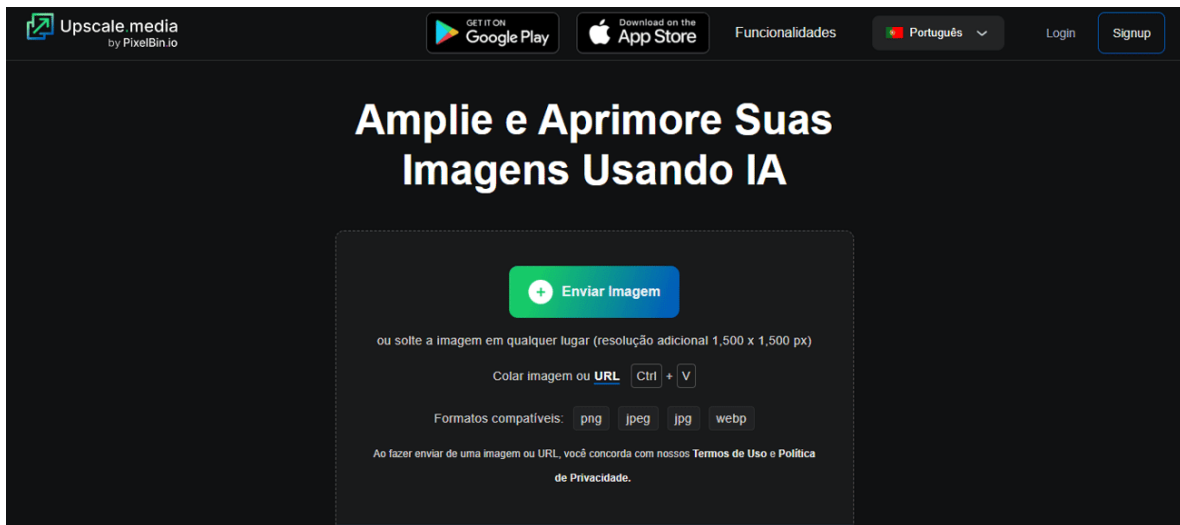 Upscale.media
by PixelBin.io
GET IT ON
Google Play
Download on the
App Store
Funcionalidades
Português
Login
Signup
Amplie e Aprimore Suas
Imagens Usando IA
+ Enviar Imagem
ou solte a imagem em qualquer lugar (resolução adicional 1,500 x 1,500 px)
Colar imagem ou URL Ctrl + V
Formatos compatíveis: png jpeg jpg webp
Ao fazer enviar de uma imagem ou URL, você concorda com nossos Termos de Uso e Política
de Privacidade.